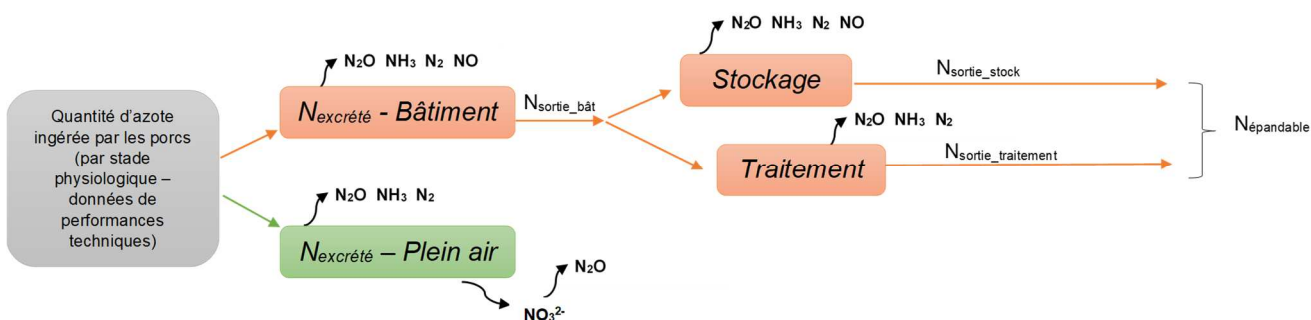 Quantité d'azote
ingérée par les porcs
(par stade
physiologique –
données de
performances
techniques)
N₂O NH₃ N₂ NO
Nexcrété - Bâtiment
Nsortie_bât
N₂O NH₃ N₂ NO
Stockage
Nsortie_stock
N₂O NH₃ N₂
Traitement
Nsortie_traitement
Népandable
N₂O NH₃ N₂
Nexcrété – Plein air
N₂O
NO₃²⁻